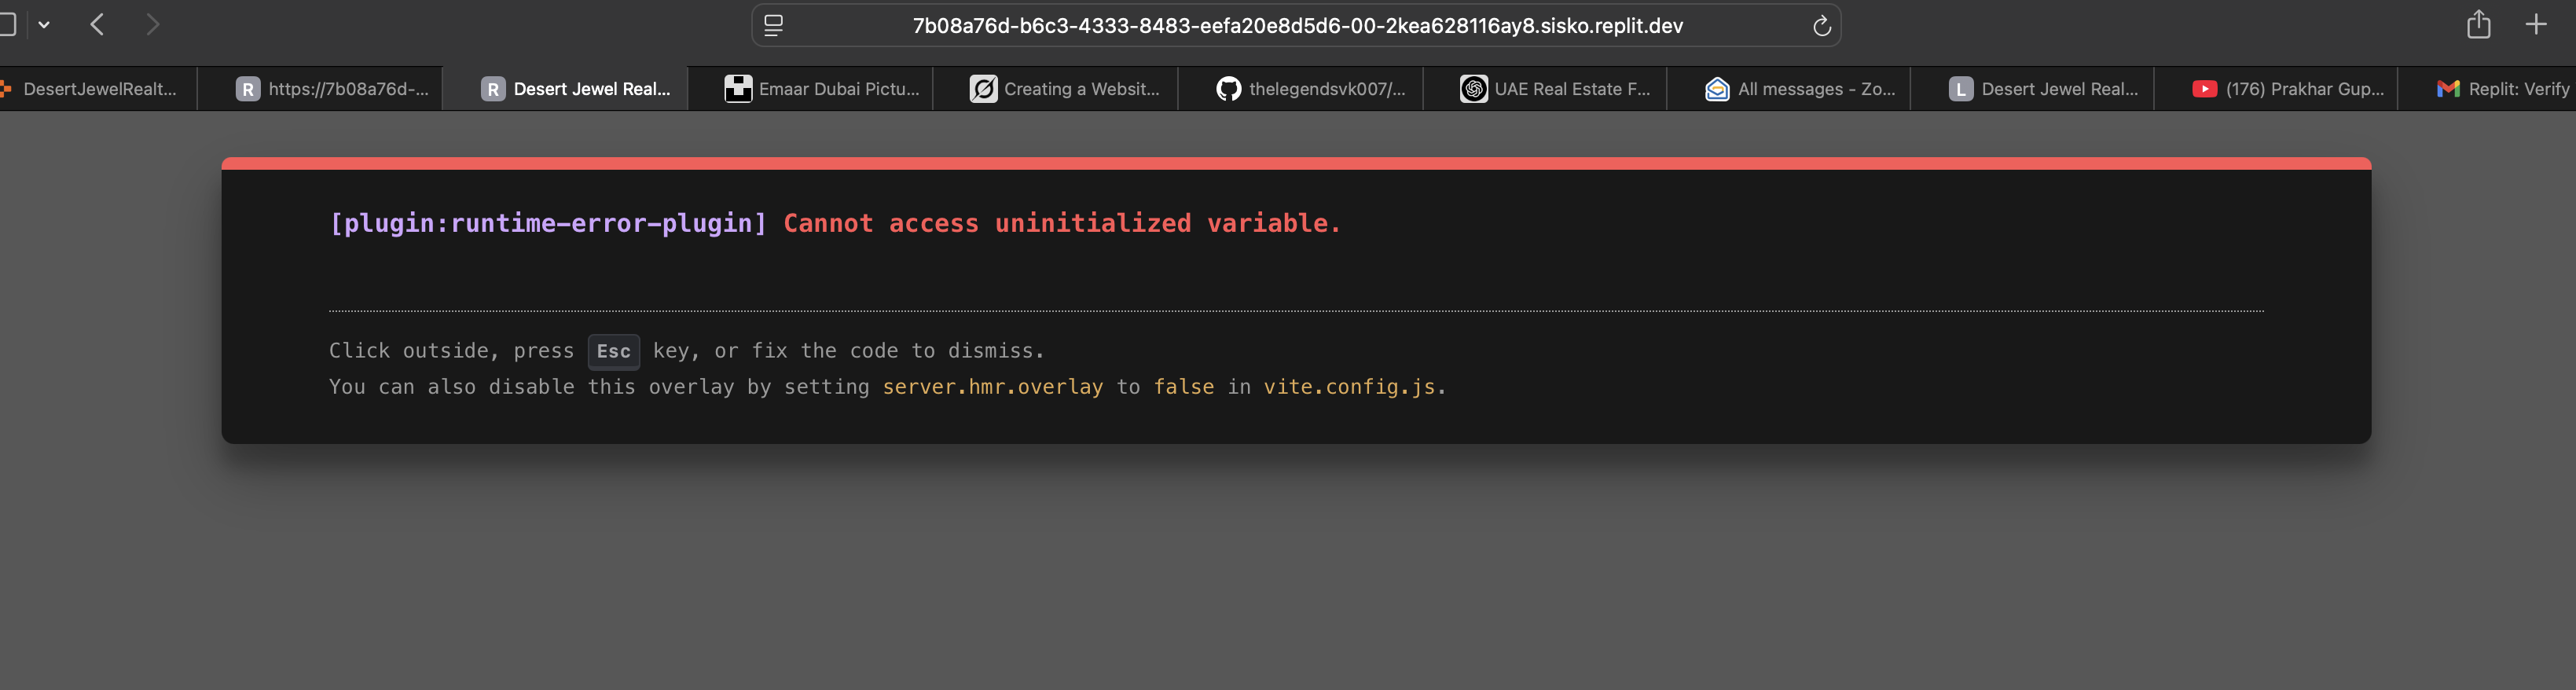 7b08a76d-b6c3-4333-8483-eefa20e8d5d6-00-2kea628116ay8.sisko.replit.dev
DesertJewelRealt... R https://7b08a76d-... R Desert Jewel Real... Emaar Dubai Pictu... Creating a Websit... thelegendsvk007/... UAE Real Estate F... All messages - Zo... L Desert Jewel Real... (176) Prakhar Gup... Replit: Verify
[plugin:runtime-error-plugin] Cannot access uninitialized variable.
Click outside, press Esc key, or fix the code to dismiss.
You can also disable this overlay by setting server.hmr.overlay to false in vite.config.js.